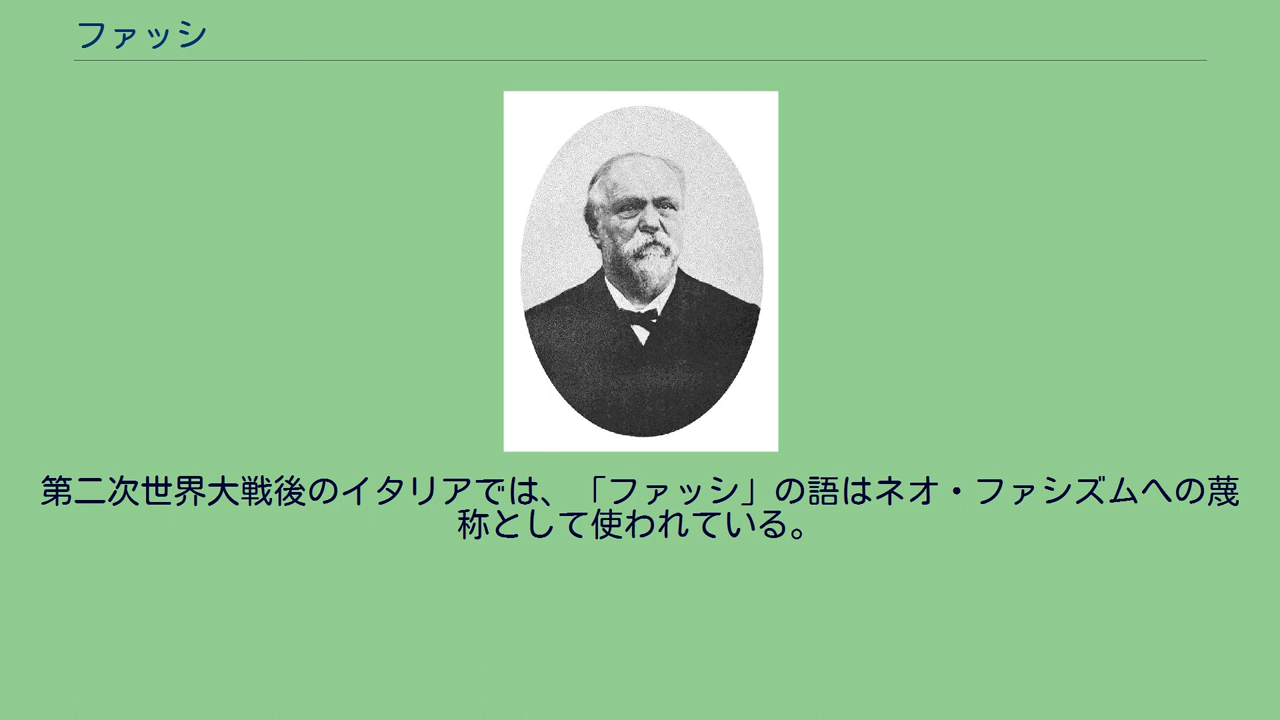 ファッシ
第二次世界大戦後のイタリアでは、「ファッシ」の語はネオ・ファシズムへの蔑
称として使われている。